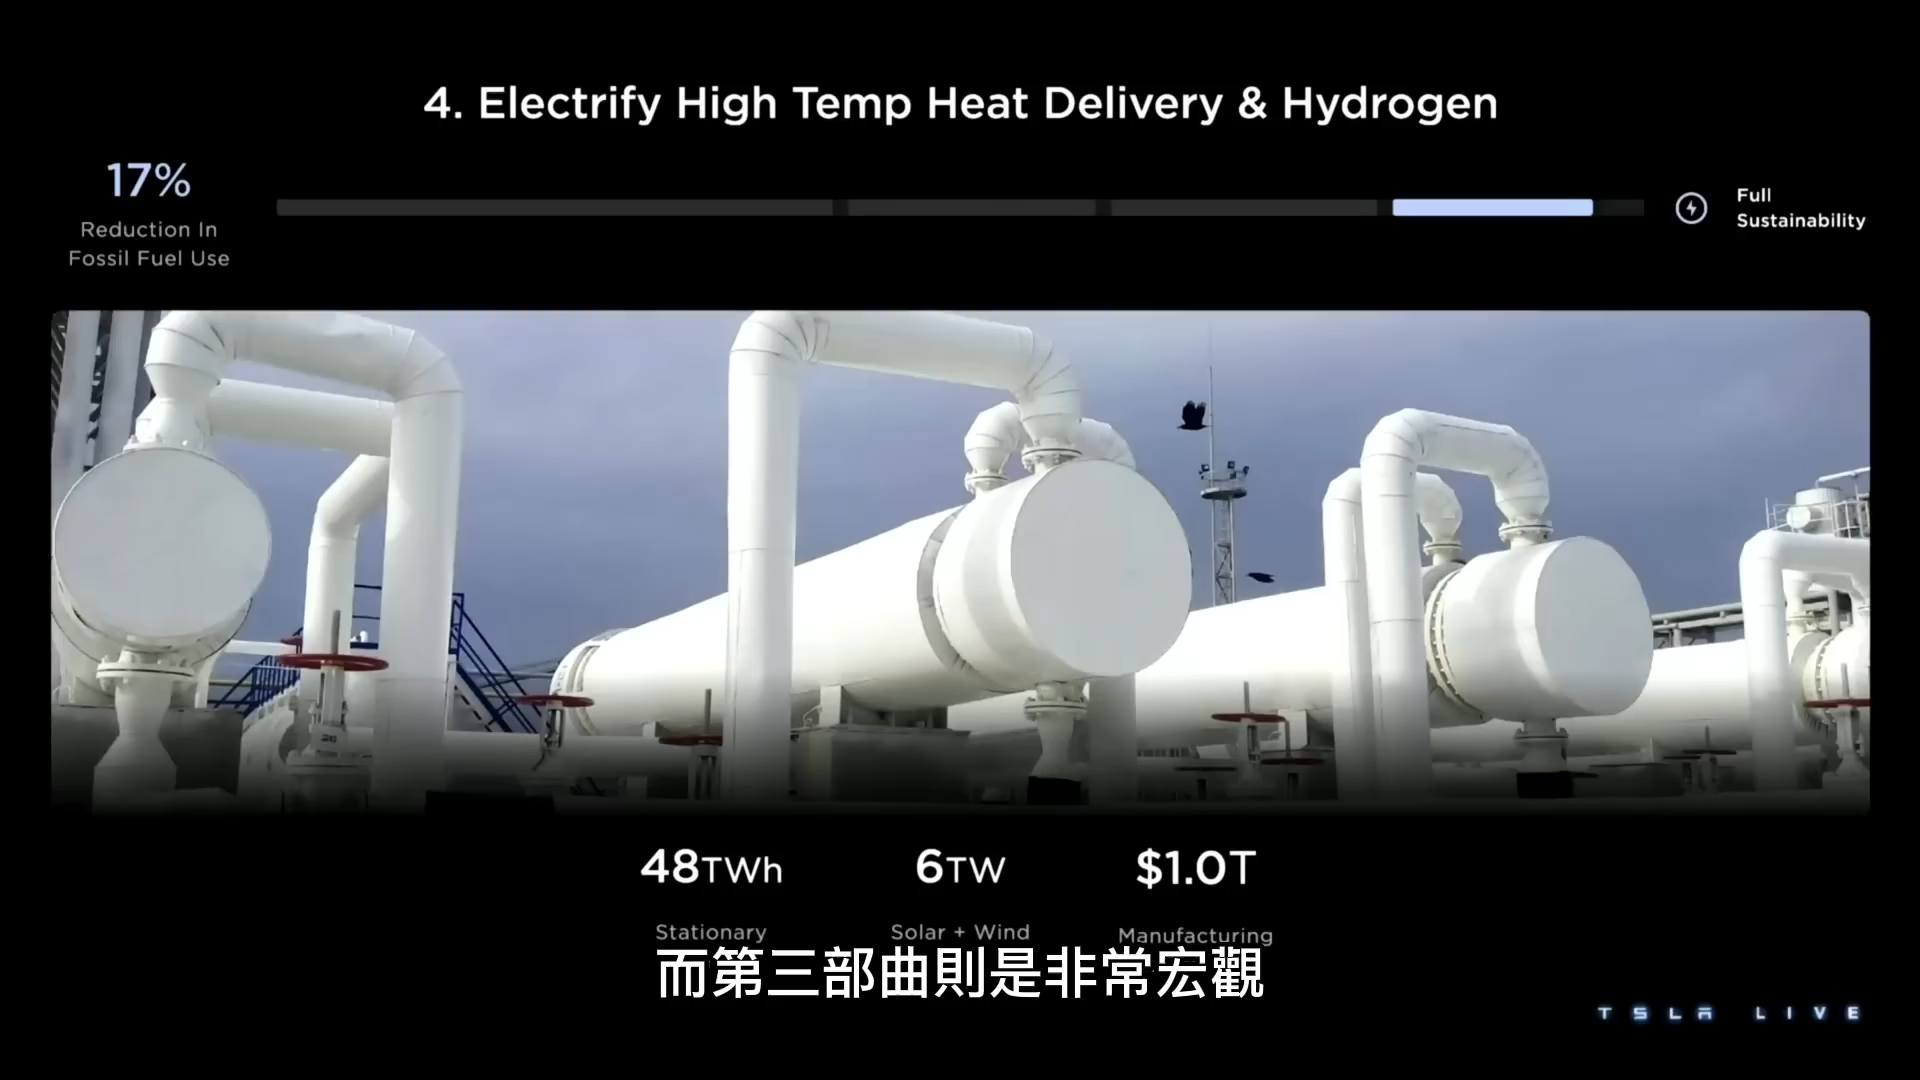 4. Electrify High Temp Heat Delivery & Hydrogen
17%
Reduction In
Fossil Fuel Use
Full
Sustainability
48TWh
6TW
$1.0T
Stationary
Solar + Wind
Manufacturing
而第三部曲則是非常宏觀
TSLA LIVE